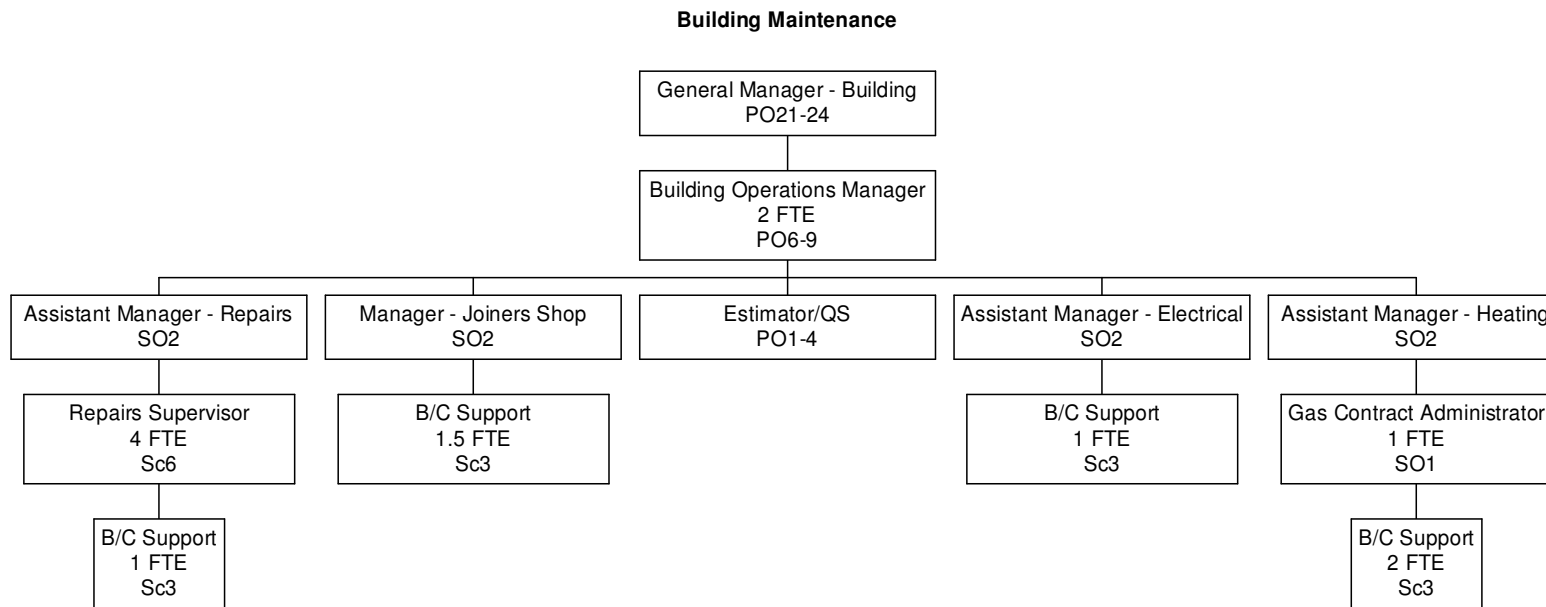 Building Maintenance
General Manager - Building
PO21-24
Building Operations Manager
2 FTE
PO6-9
Assistant Manager - Repairs
SO2
Manager - Joiners Shop
SO2
Estimator/QS
PO1-4
Assistant Manager - Electrical
SO2
Assistant Manager - Heating
SO2
Repairs Supervisor
4 FTE
Sc6
B/C Support
1.5 FTE
Sc3
B/C Support
1 FTE
Sc3
Gas Contract Administrator
1 FTE
SO1
B/C Support
1 FTE
Sc3
B/C Support
2 FTE
Sc3